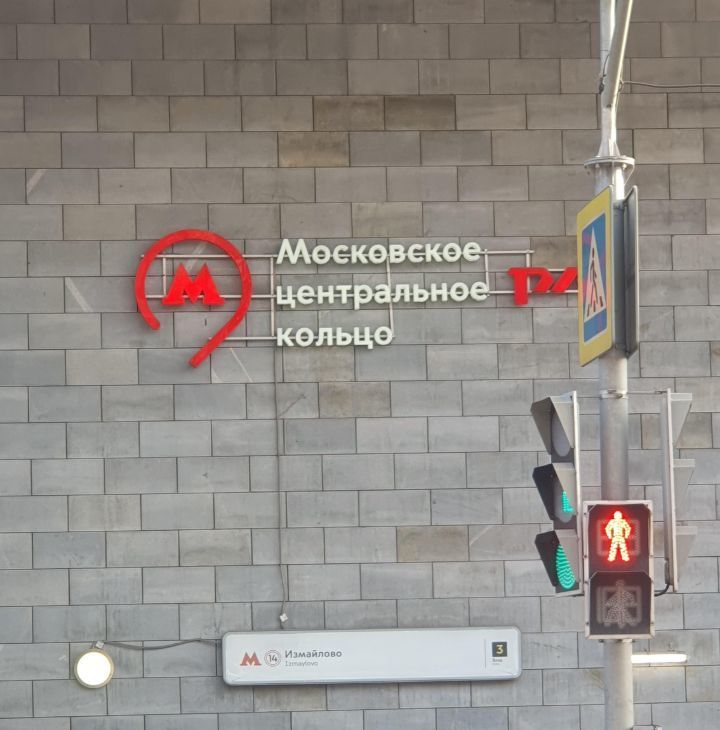 М
Московское
центральное
кольцо
М 14 Измайлово
Izmaylovo
3